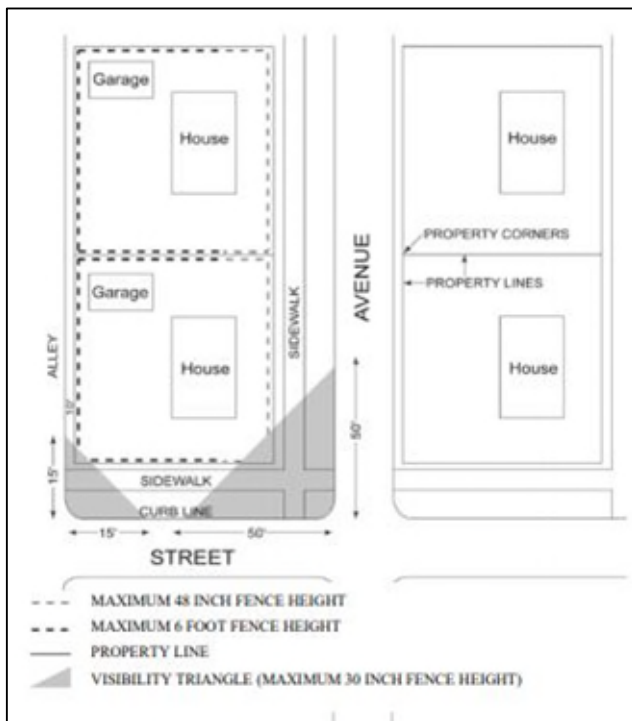 Garage
House
House
PROPERTY CORNERS
AVENUE
PROPERTY LINES
Garage
SIDEWALK
House
House
ALLEY
10'
50'
15'
SIDEWALK
CURB LINE
15'
50'
STREET
MAXIMUM 48 INCH FENCE HEIGHT
MAXIMUM 6 FOOT FENCE HEIGHT
PROPERTY LINE
VISIBILITY TRIANGLE (MAXIMUM 30 INCH FENCE HEIGHT)